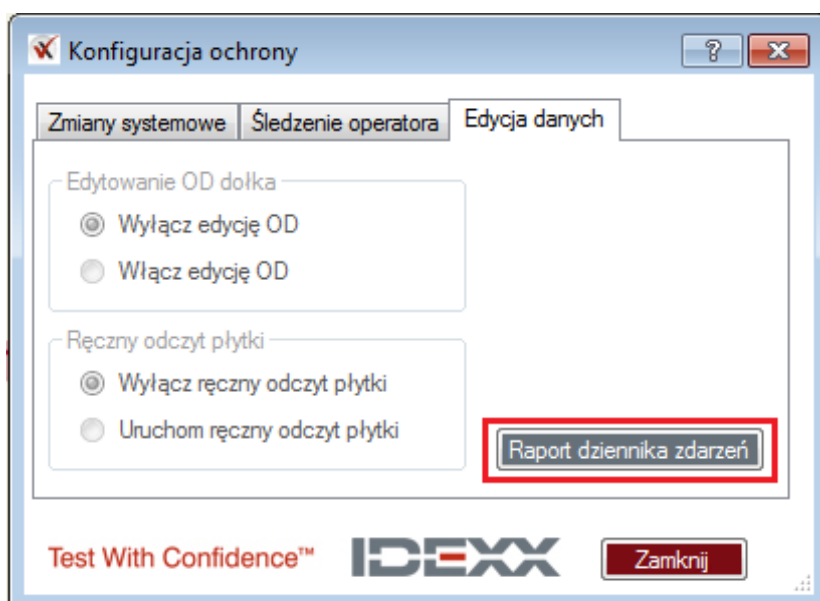 Konfiguracja ochrony
Zmiany systemowe Śledzenie operatora Edycja danych
Edytowanie OD dołka
Wyłącz edycję OD
Włącz edycję OD
Ręczny odczyt płytki
Wyłącz ręczny odczyt płytki
Uruchom ręczny odczyt płytki
Raport dziennika zdarzeń
Test With Confidence™ IDEXX Zamknij